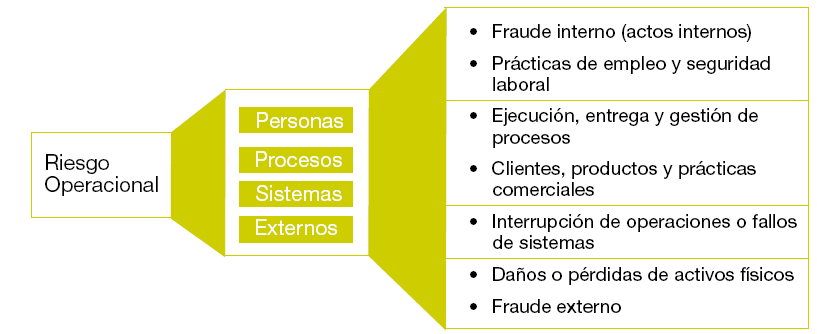 Riesgo
Operacional
Personas
Procesos
Sistemas
Externos
• Fraude interno (actos internos)
• Prácticas de empleo y seguridad
laboral
• Ejecución, entrega y gestión de
procesos
• Clientes, productos y prácticas
comerciales
• Interrupción de operaciones o fallos
de sistemas
• Daños o pérdidas de activos físicos
• Fraude externo